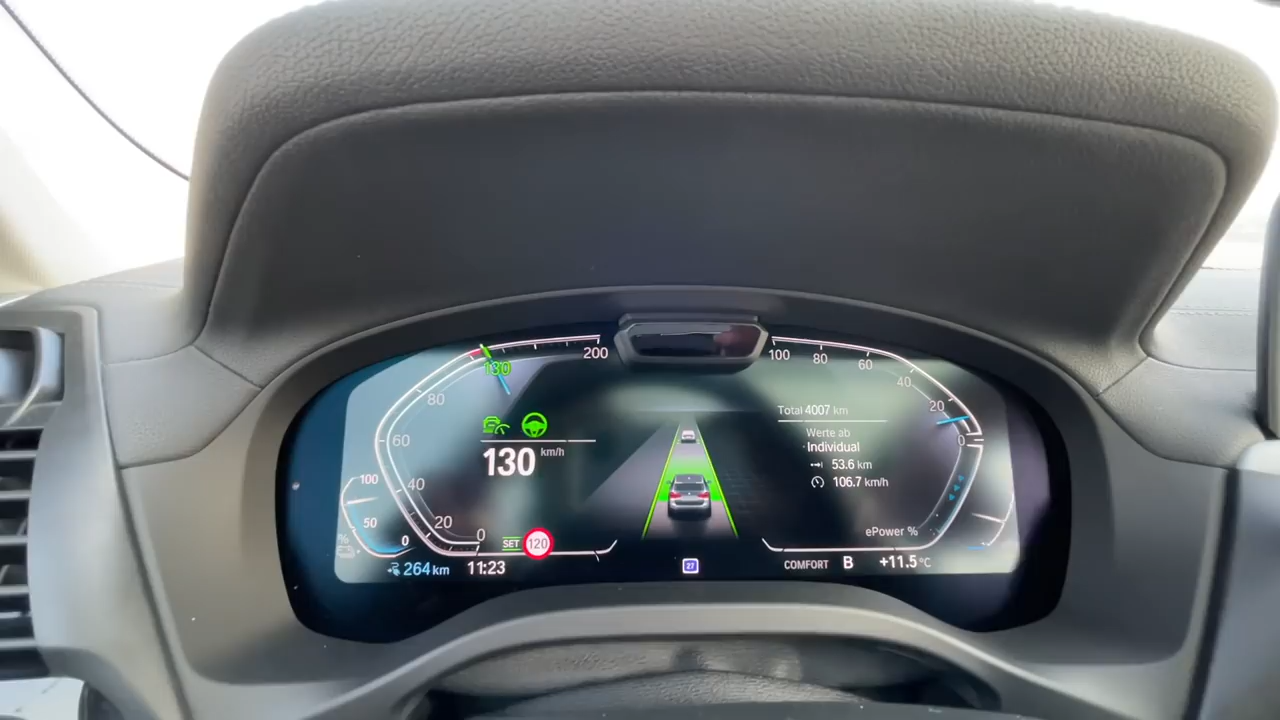 130
200
80
60
40
20
0
100
50
0
%
130 km/h
SET 120
264 km 11:23
27
100 80 60 40 20 0
Total 4007 km
Werte ab
Individual
53.6 km
106.7 km/h
ePower %
COMFORT B +11.5°C